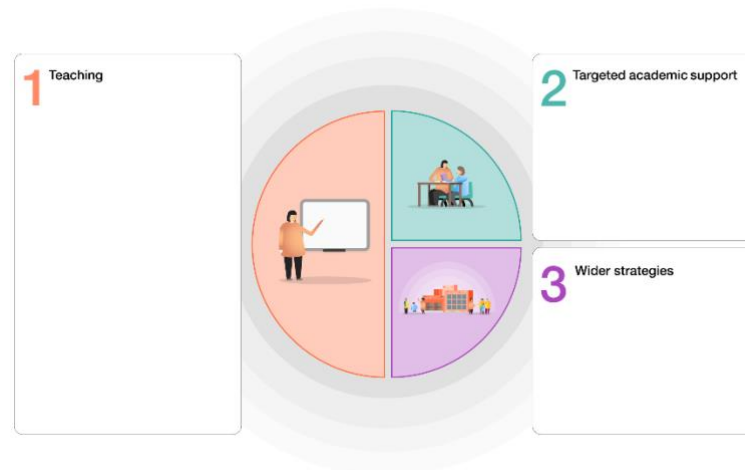 1 Teaching
2 Targeted academic support
3 Wider strategies